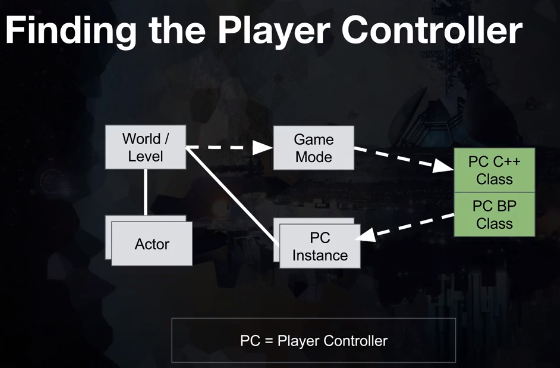 Finding the Player Controller
World /
Level
Game
Mode
PC C++
Class
PC BP
Class
Actor
PC
Instance
PC = Player Controller